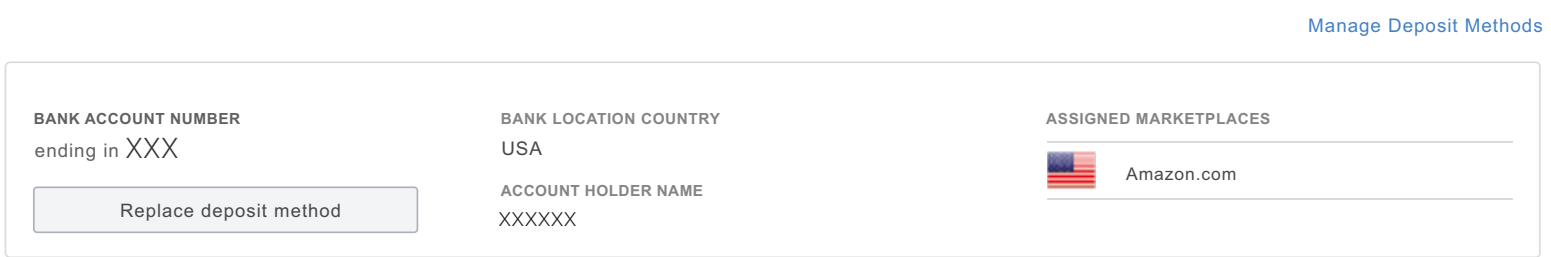 Manage Deposit Methods
BANK ACCOUNT NUMBER
ending in XXX
Replace deposit method
BANK LOCATION COUNTRY
USA
ACCOUNT HOLDER NAME
XXXXXX
ASSIGNED MARKETPLACES
Amazon.com